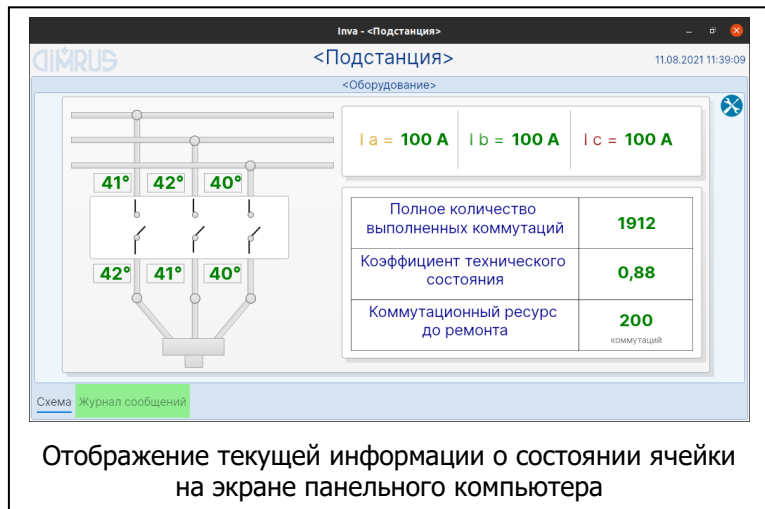 Inva - <Подстанция>
DiMRUS
<Подстанция>
11.08.2021 11:39:09
<Оборудование>
I a = 100 A
I b = 100 A
I c = 100 A
41° 42° 40°
42° 41° 40°
Полное количество
выполненных коммутаций
1912
Коэффициент технического
состояния
0,88
Коммутационный ресурс
до ремонта
200
коммутаций
Схема Журнал сообщений
Отображение текущей информации о состоянии ячейки
на экране панельного компьютера